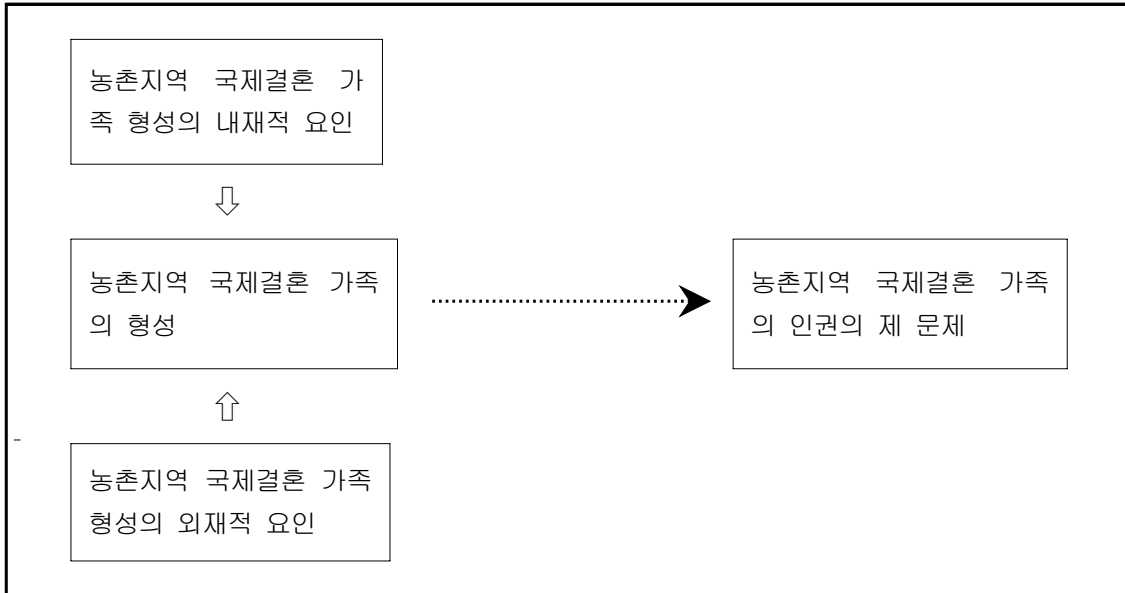 농촌지역 국제결혼 가
족 형성의 내재적 요인
⇩
농촌지역 국제결혼 가족
의 형성
농촌지역 국제결혼 가족
의 인권의 제 문제
⇧
농촌지역 국제결혼 가족
형성의 외재적 요인